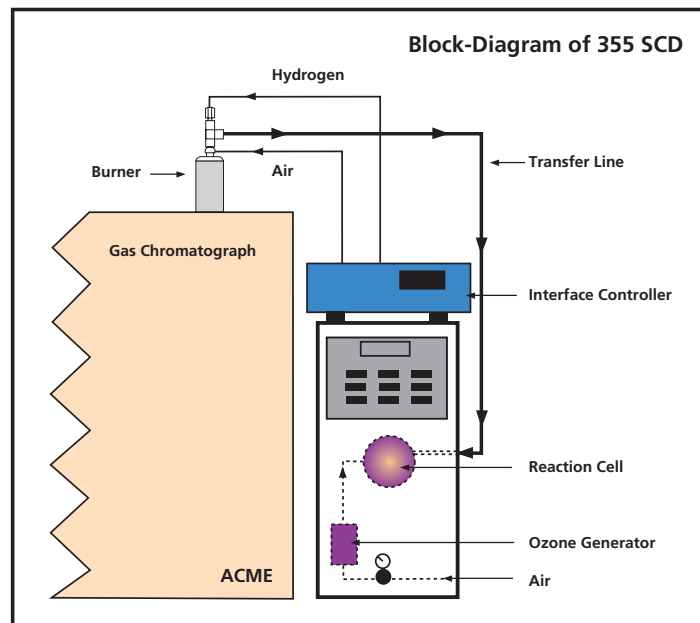 Block-Diagram of 355 SCD
Hydrogen
Transfer Line
Burner
Air
Gas Chromatograph
Interface Controller
Reaction Cell
Ozone Generator
ACME
Air